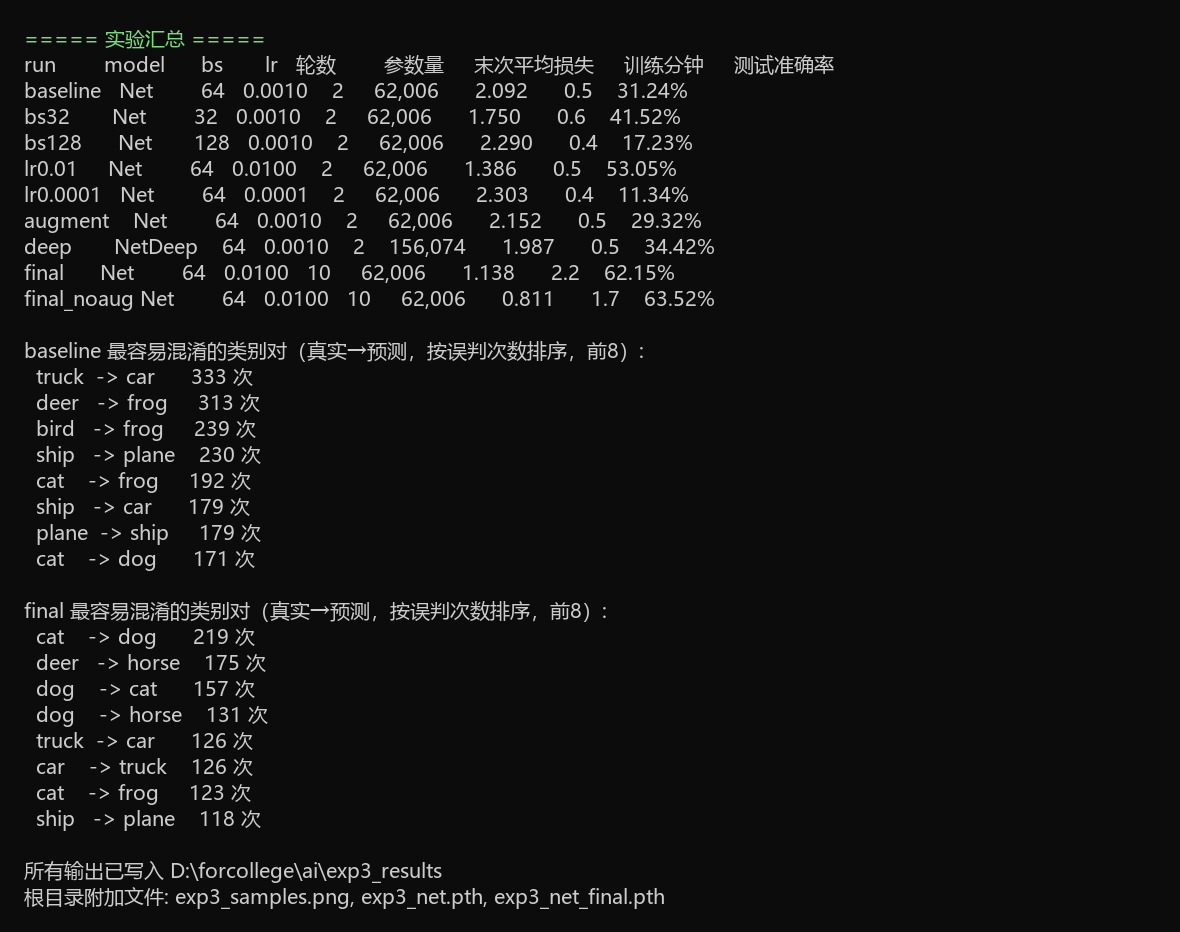 ===== 实验汇总 =====
run model bs lr 轮数 参数量 末次平均损失 训练分钟 测试准确率
baseline Net 64 0.0010 2 62,006 2.092 0.5 31.24%
bs32 Net 32 0.0010 2 62,006 1.750 0.6 41.52%
bs128 Net 128 0.0010 2 62,006 2.290 0.4 17.23%
lr0.01 Net 64 0.0100 2 62,006 1.386 0.5 53.05%
lr0.0001 Net 64 0.0001 2 62,006 2.303 0.4 11.34%
augment Net 64 0.0010 2 62,006 2.152 0.5 29.32%
deep NetDeep 64 0.0010 2 156,074 1.987 0.5 34.42%
final Net 64 0.0100 10 62,006 1.138 2.2 62.15%
final_noaug Net 64 0.0100 10 62,006 0.811 1.7 63.52%
baseline 最容易混淆的类别对（真实→预测，按误判次数排序，前8）:
truck -> car 333 次
deer -> frog 313 次
bird -> frog 239 次
ship -> plane 230 次
cat -> frog 192 次
ship -> car 179 次
plane -> ship 179 次
cat -> dog 171 次
final 最容易混淆的类别对（真实→预测，按误判次数排序，前8）:
cat -> dog 219 次
deer -> horse 175 次
dog -> cat 157 次
dog -> horse 131 次
truck -> car 126 次
car -> truck 126 次
cat -> frog 123 次
ship -> plane 118 次
所有输出已写入 D:\forcollege\ai\exp3_results
根目录附加文件: exp3_samples.png, exp3_net.pth, exp3_net_final.pth